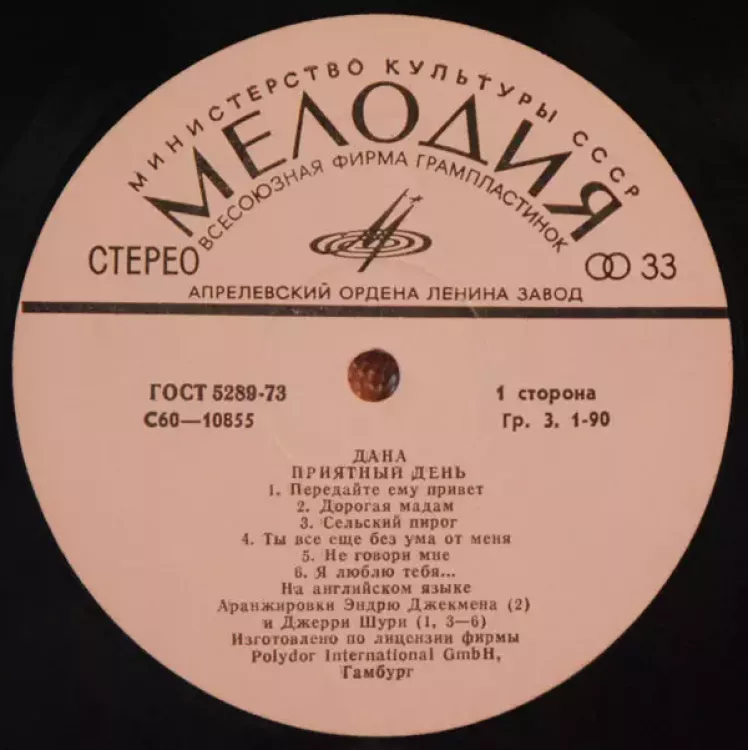 МИНИСТЕРСТВО КУЛЬТУРЫ СССР
МЕЛОДИЯ
ВСЕСОЮЗНАЯ ФИРМА ГРАМПЛАСТИНОК
СТЕРЕО
33
АПРЕЛЕВСКИЙ ОРДЕНА ЛЕНИНА ЗАВОД
ГОСТ 5289-73
1 сторона
С60—10855
Гр. 3. 1-90
ДАНА
ПРИЯТНЫЙ ДЕНЬ
1. Передайте ему привет
2. Дорогая мадам
3. Сельский пирог
4. Ты все еще без ума от меня
5. Не говори мне
6. Я люблю тебя...
На английском языке
Аранжировки Эндрю Джекмена (2)
и Джерри Шури (1, 3—6)
Изготовлено по лицензии фирмы
Polydor International GmbH,
Гамбург